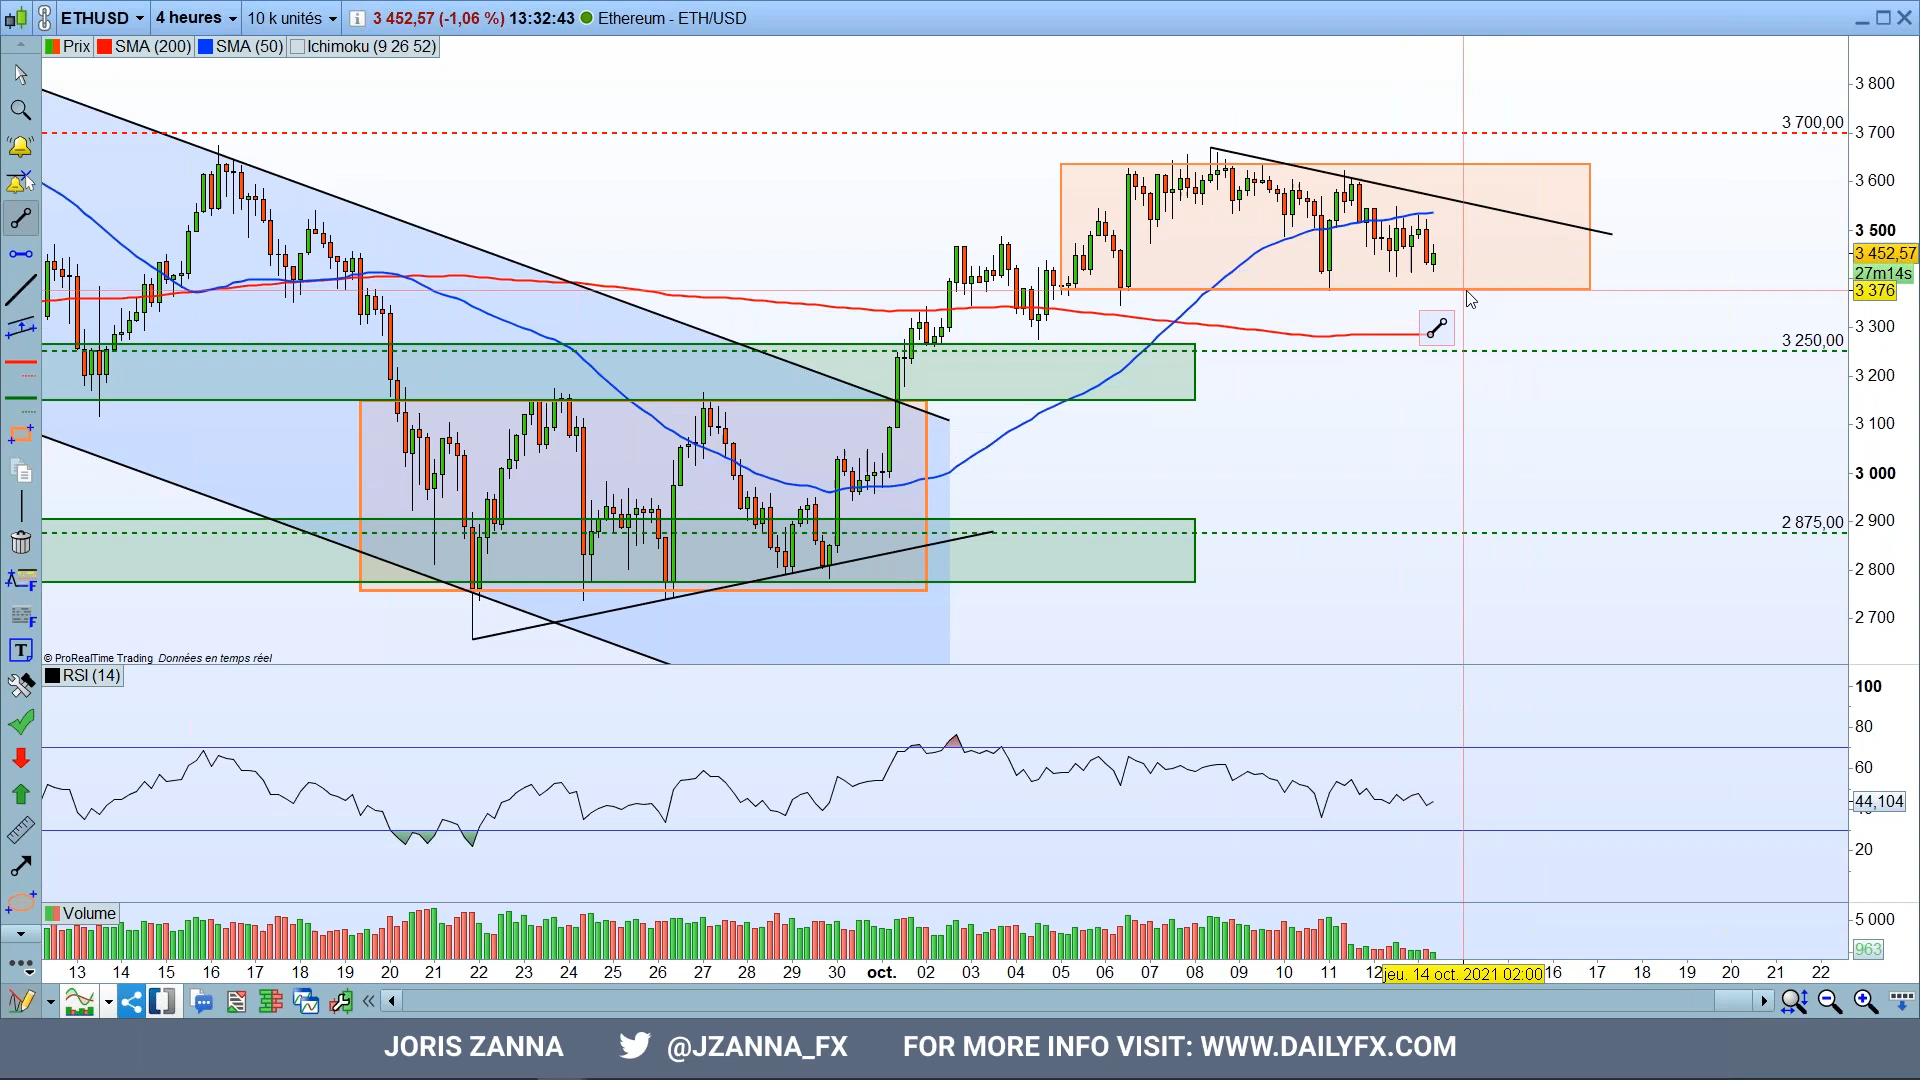 ETHUSD 4 heures 10 k unités 3 452,57 (-1,06 %) 13:32:43 Ethereum - ETH/USD
Prix SMA (200) SMA (50) Ichimoku (9 26 52)
3 800
3 700,00
3 700
3 600
3 500
3 452,57
27m14s
3 376
3 300
3 250,00
3 200
3 100
3 000
2 875,00
2 900
2 800
2 700
© ProRealTime Trading Données en temps réel
RSI (14)
100
80
60
44,104
20
Volume
5 000
963
13 14 15 16 17 18 19 20 21 22 23 24 25 26 27 28 29 30 oct. 02 03 04 05 06 07 08 09 10 11 12 jeu. 14 oct. 2021 02:00 16 17 18 19 20 21 22
JORIS ZANNA @JZANNA_FX FOR MORE INFO VISIT: WWW.DAILYFX.COM